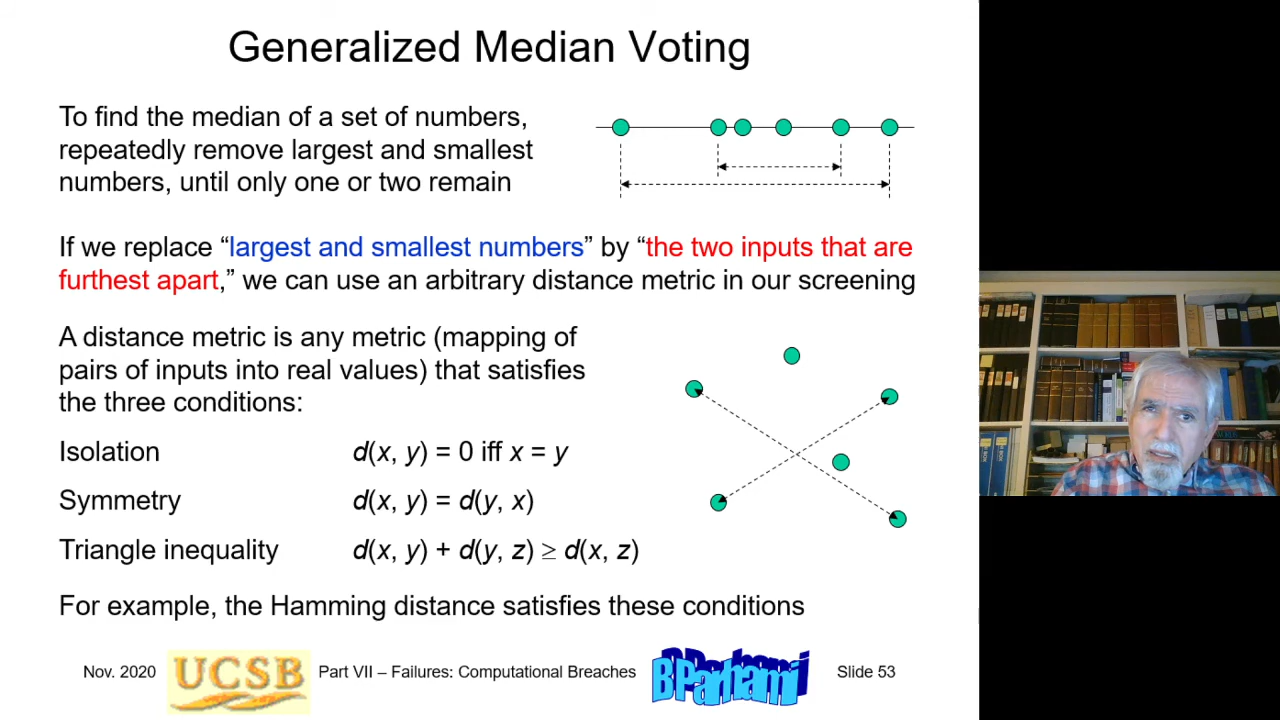 Generalized Median Voting
To find the median of a set of numbers,
repeatedly remove largest and smallest
numbers, until only one or two remain
If we replace “largest and smallest numbers” by “the two inputs that are
furthest apart,” we can use an arbitrary distance metric in our screening
A distance metric is any metric (mapping of
pairs of inputs into real values) that satisfies
the three conditions:
Isolation d(x, y) = 0 iff x = y
Symmetry d(x, y) = d(y, x)
Triangle inequality d(x, y) + d(y, z) ≥ d(x, z)
For example, the Hamming distance satisfies these conditions
Nov. 2020 UCSB Part VII – Failures: Computational Breaches B Parhami Slide 53